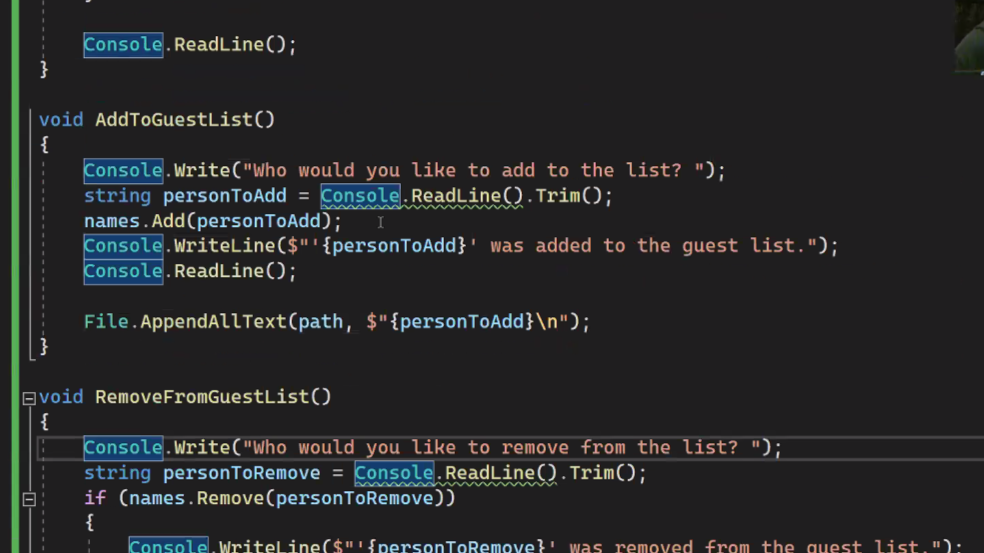 Console.ReadLine();
}
void AddToGuestList()
{
Console.Write("Who would you like to add to the list? ");
string personToAdd = Console.ReadLine().Trim();
names.Add(personToAdd);
Console.WriteLine($"'{personToAdd}' was added to the guest list.");
Console.ReadLine();
File.AppendAllText(path, $"{personToAdd}\n");
}
void RemoveFromGuestList()
{
Console.Write("Who would you like to remove from the list? ");
string personToRemove = Console.ReadLine().Trim();
if (names.Remove(personToRemove))
{
Console.WriteLine($"'{personToRemove}' was removed from the guest list.");